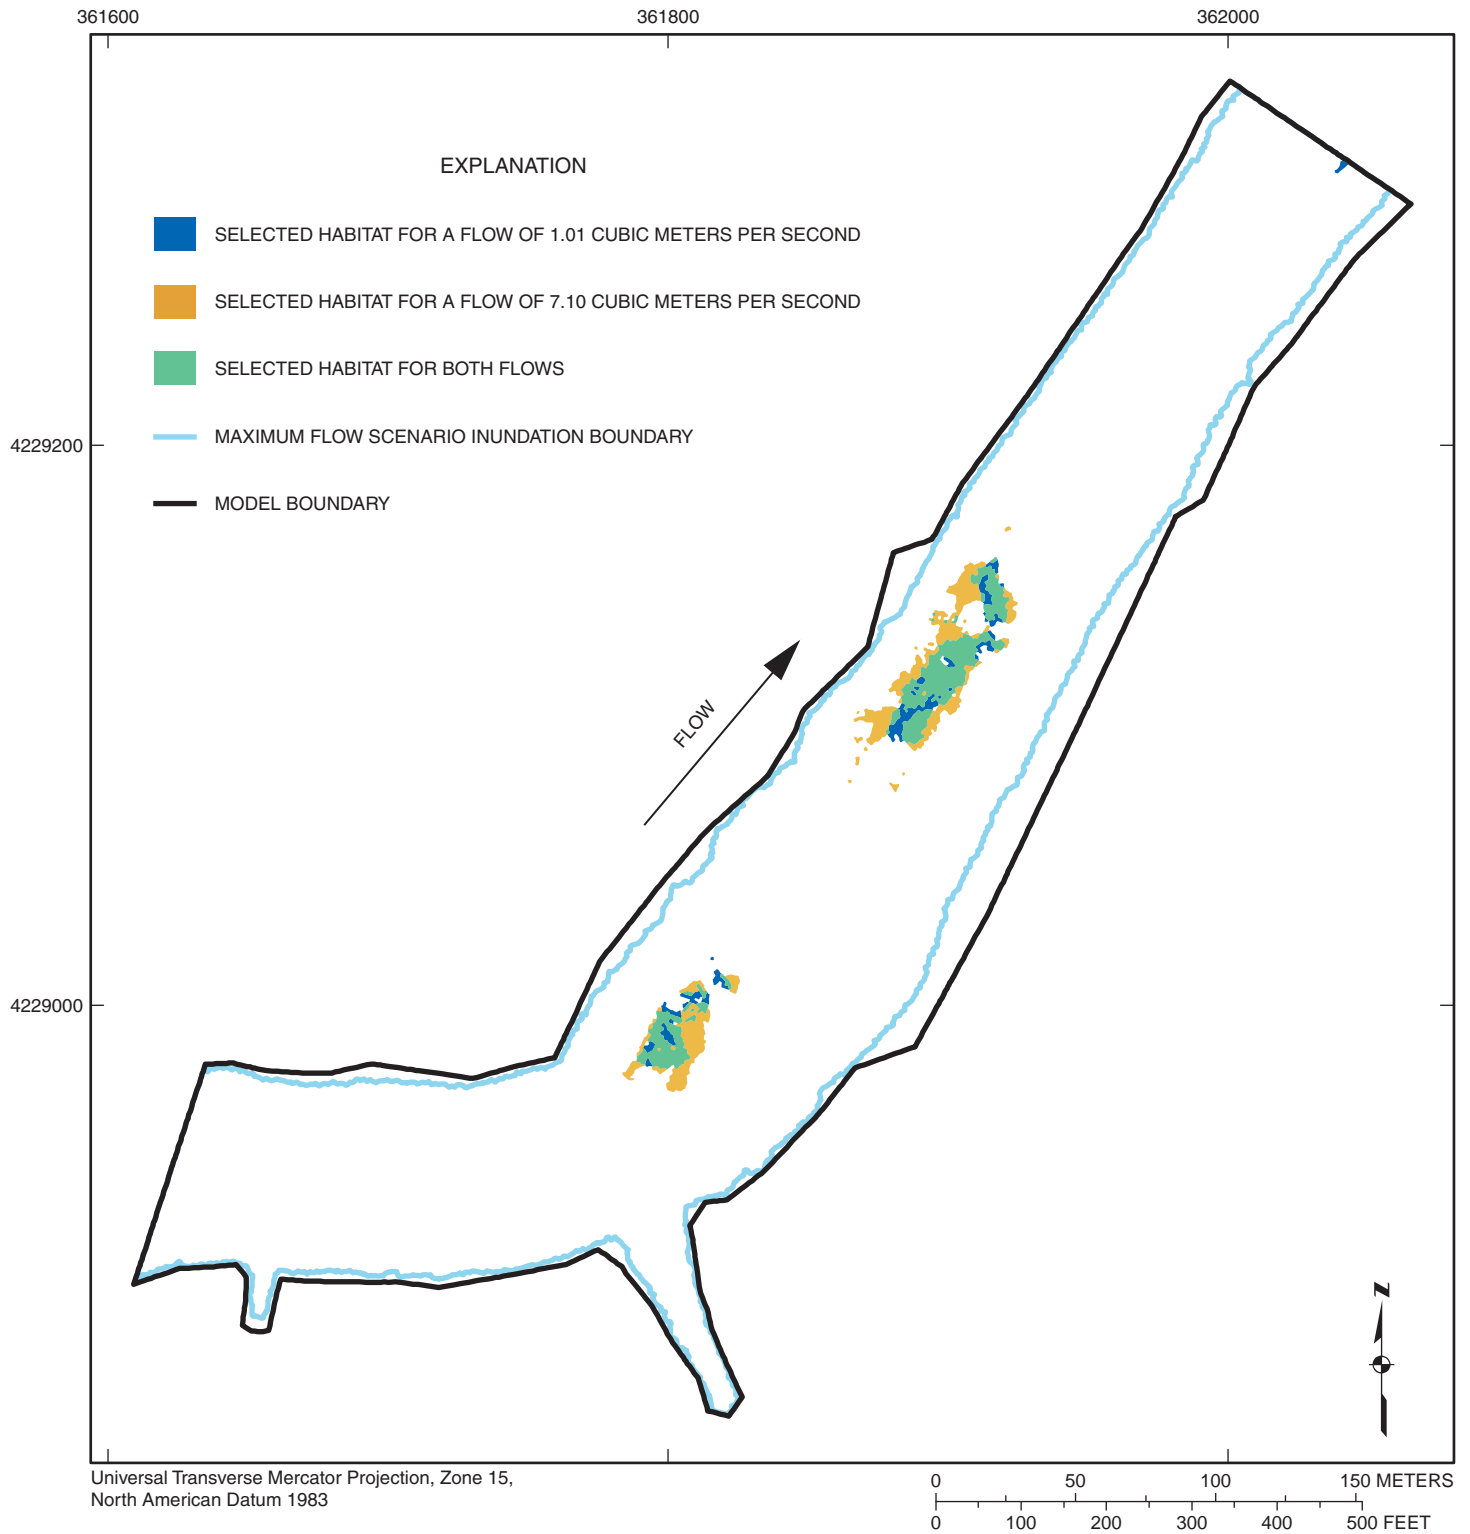 361600 361800 362000
EXPLANATION
SELECTED HABITAT FOR A FLOW OF 1.01 CUBIC METERS PER SECOND
SELECTED HABITAT FOR A FLOW OF 7.10 CUBIC METERS PER SECOND
SELECTED HABITAT FOR BOTH FLOWS
MAXIMUM FLOW SCENARIO INUNDATION BOUNDARY
MODEL BOUNDARY
4229200
FLOW
4229000
N
Universal Transverse Mercator Projection, Zone 15,
North American Datum 1983
0 50 100 150 METERS
0 100 200 300 400 500 FEET